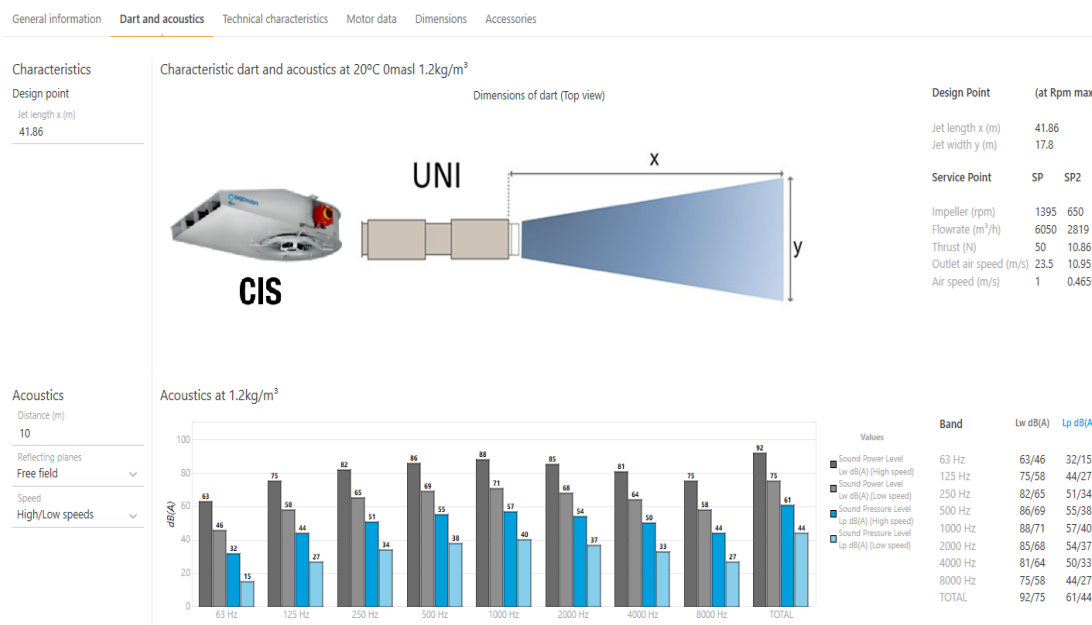 General information Dart and acoustics Technical characteristics Motor data Dimensions Accessories
Characteristics
Design point
Jet length x (m)
41.86
Characteristic dart and acoustics at 20ºC 0masl 1.2kg/m³
Dimensions of dart (Top view)
UNI
x
y
CIS
Design Point (at Rpm max
Jet length x (m) 41.86
Jet width y (m) 17.8
Service Point SP SP2
Impeller (rpm) 1395 650
Flowrate (m³/h) 6050 2819
Thrust (N) 50 10.86
Outlet air speed (m/s) 23.5 10.95
Air speed (m/s) 1 0.465
Acoustics
Distance (m)
10
Reflecting planes
Free field
Speed
High/Low speeds
Acoustics at 1.2kg/m³
dB(A)
100
80
60
40
20
0
63 46 32 15
75 58 44 27
82 65 51 34
86 69 55 38
88 71 57 40
85 68 54 37
81 64 50 33
75 58 44 27
92 75 61 44
63 Hz 125 Hz 250 Hz 500 Hz 1000 Hz 2000 Hz 4000 Hz 8000 Hz TOTAL
Values
Sound Power Level
Lw dB(A) (High speed)
Sound Power Level
Lw dB(A) (Low speed)
Sound Pressure Level
Lp dB(A) (High speed)
Sound Pressure Level
Lp dB(A) (Low speed)
Band Lw dB(A) Lp dB(A
63 Hz 63/46 32/15
125 Hz 75/58 44/27
250 Hz 82/65 51/34
500 Hz 86/69 55/38
1000 Hz 88/71 57/40
2000 Hz 85/68 54/37
4000 Hz 81/64 50/33
8000 Hz 75/58 44/27
TOTAL 92/75 61/44